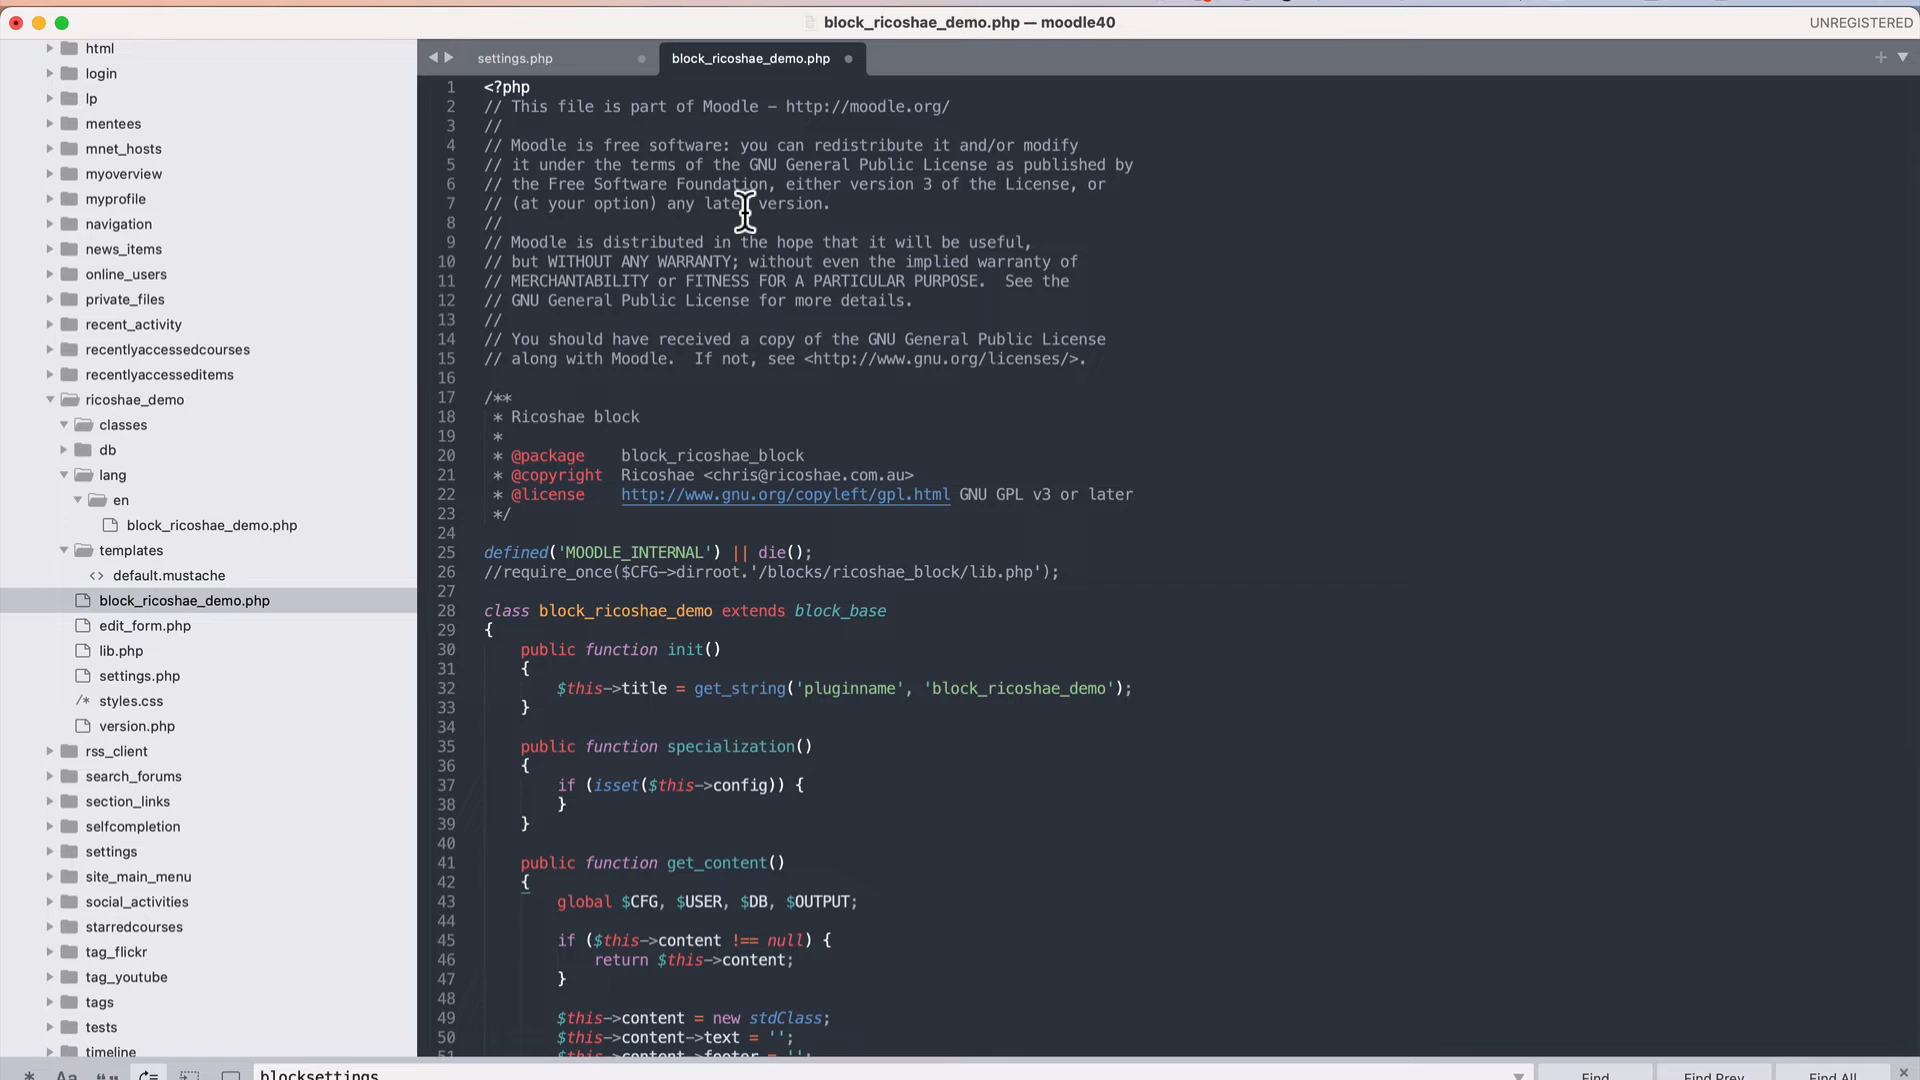 block_ricoshae_demo.php — moodle40
UNREGISTERED
html
login
lp
mentees
mnet_hosts
myoverview
myprofile
navigation
news_items
online_users
private_files
recent_activity
recentlyaccessedcourses
recentlyaccesseditems
ricoshae_demo
classes
db
lang
en
block_ricoshae_demo.php
templates
<> default.mustache
block_ricoshae_demo.php
edit_form.php
lib.php
settings.php
/* styles.css
version.php
rss_client
search_forums
section_links
selfcompletion
settings
site_main_menu
social_activities
starredcourses
tag_flickr
tag_youtube
tags
tests
timeline
settings.php
block_ricoshae_demo.php
1 <?php
2 // This file is part of Moodle - http://moodle.org/
3 //
4 // Moodle is free software: you can redistribute it and/or modify
5 // it under the terms of the GNU General Public License as published by
6 // the Free Software Foundation, either version 3 of the License, or
7 // (at your option) any later version.
8 //
9 // Moodle is distributed in the hope that it will be useful,
10 // but WITHOUT ANY WARRANTY; without even the implied warranty of
11 // MERCHANTABILITY or FITNESS FOR A PARTICULAR PURPOSE.  See the
12 // GNU General Public License for more details.
13 //
14 // You should have received a copy of the GNU General Public License
15 // along with Moodle.  If not, see <http://www.gnu.org/licenses/>.
16
17 /**
18  * Ricoshae block
19  *
20  * @package    block_ricoshae_block
21  * @copyright  Ricoshae <chris@ricoshae.com.au>
22  * @license    http://www.gnu.org/copyleft/gpl.html GNU GPL v3 or later
23  */
24
25 defined('MOODLE_INTERNAL') || die();
26 //require_once($CFG->dirroot.'/blocks/ricoshae_block/lib.php');
27
28 class block_ricoshae_demo extends block_base
29 {
30     public function init()
31     {
32         $this->title = get_string('pluginname', 'block_ricoshae_demo');
33     }
34
35     public function specialization()
36     {
37         if (isset($this->config)) {
38         }
39     }
40
41     public function get_content()
42     {
43         global $CFG, $USER, $DB, $OUTPUT;
44
45         if ($this->content !== null) {
46             return $this->content;
47         }
48
49         $this->content = new stdClass;
50         $this->content->text = '';
51         $this->content->footer = '';
.* Aa “”
blocksettings
Find
Find Prev
Find All